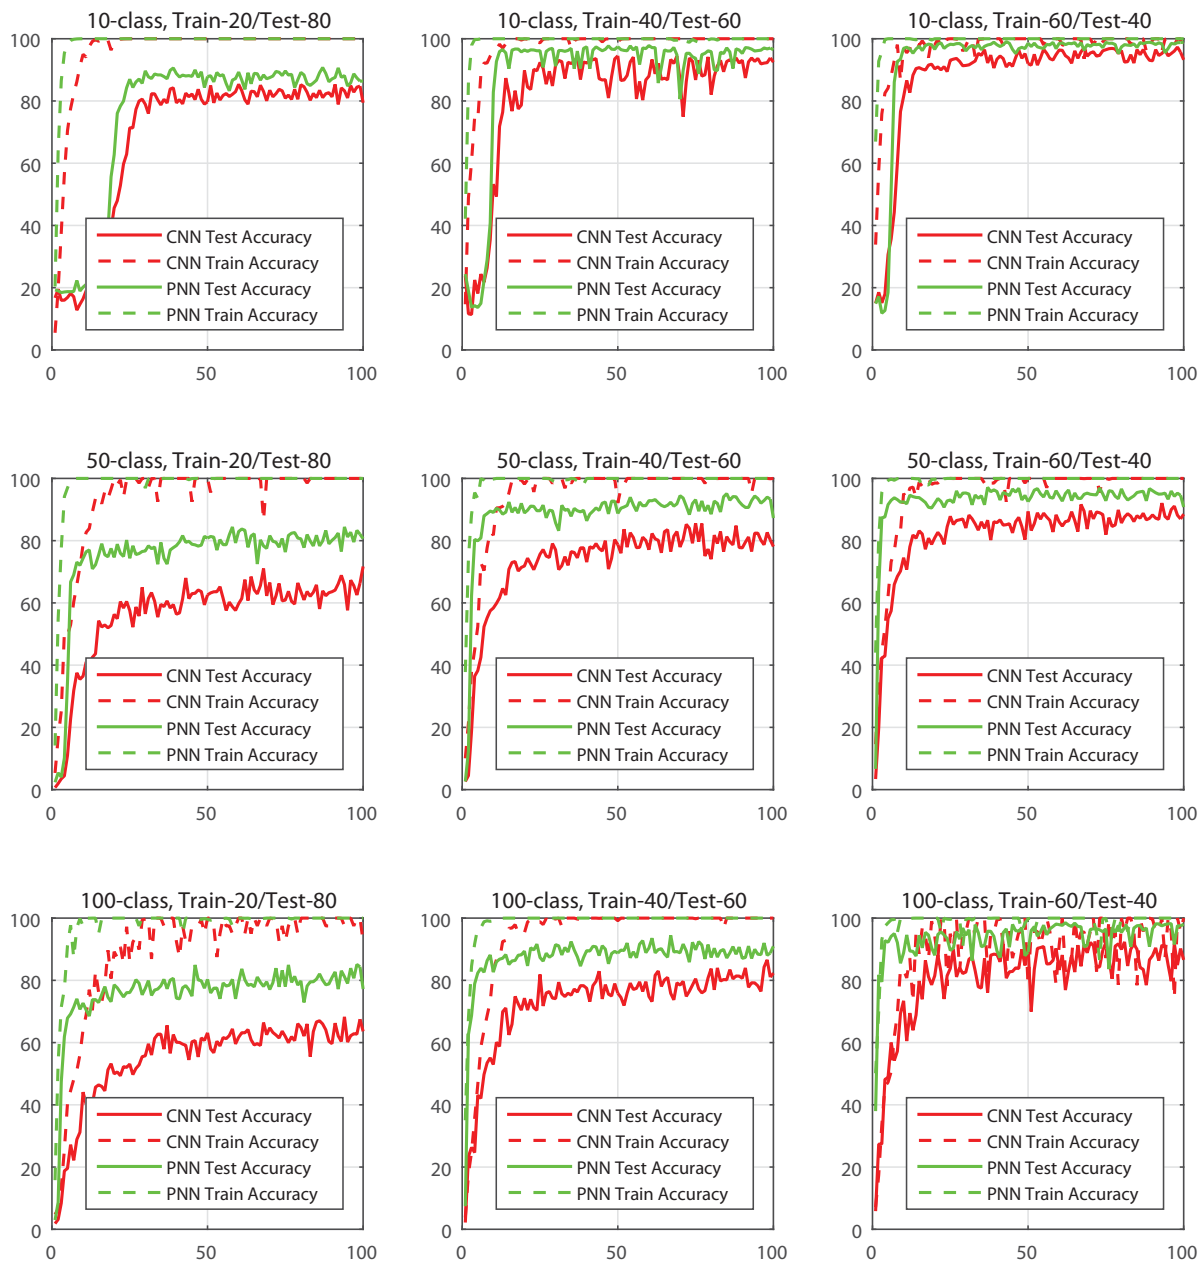 10-class, Train-20/Test-80
100
80
60
40
20
0
0 50 100
CNN Test Accuracy
CNN Train Accuracy
PNN Test Accuracy
PNN Train Accuracy
10-class, Train-40/Test-60
100
80
60
40
20
0
0 50 100
CNN Test Accuracy
CNN Train Accuracy
PNN Test Accuracy
PNN Train Accuracy
10-class, Train-60/Test-40
100
80
60
40
20
0
0 50 100
CNN Test Accuracy
CNN Train Accuracy
PNN Test Accuracy
PNN Train Accuracy
50-class, Train-20/Test-80
100
80
60
40
20
0
0 50 100
CNN Test Accuracy
CNN Train Accuracy
PNN Test Accuracy
PNN Train Accuracy
50-class, Train-40/Test-60
100
80
60
40
20
0
0 50 100
CNN Test Accuracy
CNN Train Accuracy
PNN Test Accuracy
PNN Train Accuracy
50-class, Train-60/Test-40
100
80
60
40
20
0
0 50 100
CNN Test Accuracy
CNN Train Accuracy
PNN Test Accuracy
PNN Train Accuracy
100-class, Train-20/Test-80
100
80
60
40
20
0
0 50 100
CNN Test Accuracy
CNN Train Accuracy
PNN Test Accuracy
PNN Train Accuracy
100-class, Train-40/Test-60
100
80
60
40
20
0
0 50 100
CNN Test Accuracy
CNN Train Accuracy
PNN Test Accuracy
PNN Train Accuracy
100-class, Train-60/Test-40
100
80
60
40
20
0
0 50 100
CNN Test Accuracy
CNN Train Accuracy
PNN Test Accuracy
PNN Train Accuracy